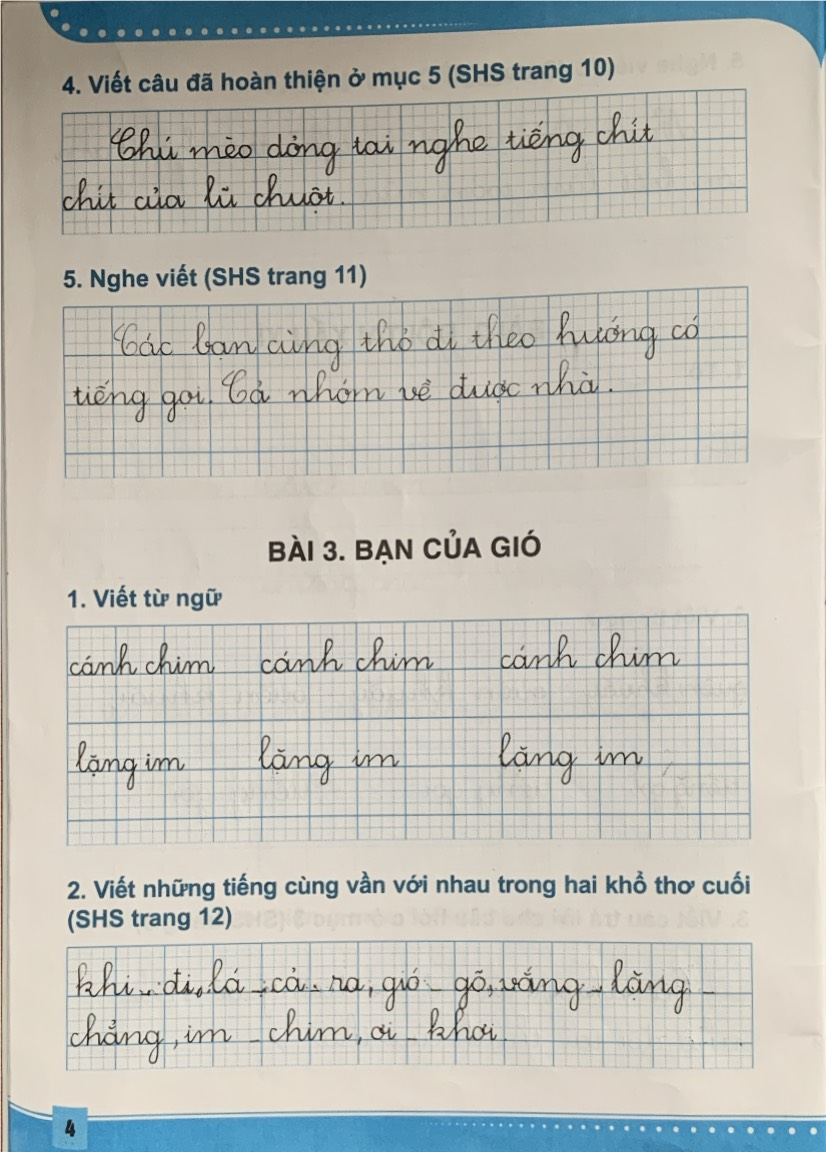 4. Viết câu đã hoàn thiện ở mục 5 (SHS trang 10)
Chú mèo dỏng tai nghe tiếng chít
chít của lũ chuột.
5. Nghe viết (SHS trang 11)
Các bạn cùng thỏ đi theo hướng có
tiếng gọi. Cả nhóm về được nhà.
BÀI 3. BẠN CỦA GIÓ
1. Viết từ ngữ
cánh chim cánh chim cánh chim
lặng im lặng im lặng im
2. Viết những tiếng cùng vần với nhau trong hai khổ thơ cuối
(SHS trang 12)
khi - đi, lá - cả - ra, gió - gõ, vắng - lặng -
chẳng, im - chim, ơi - khơi.
4